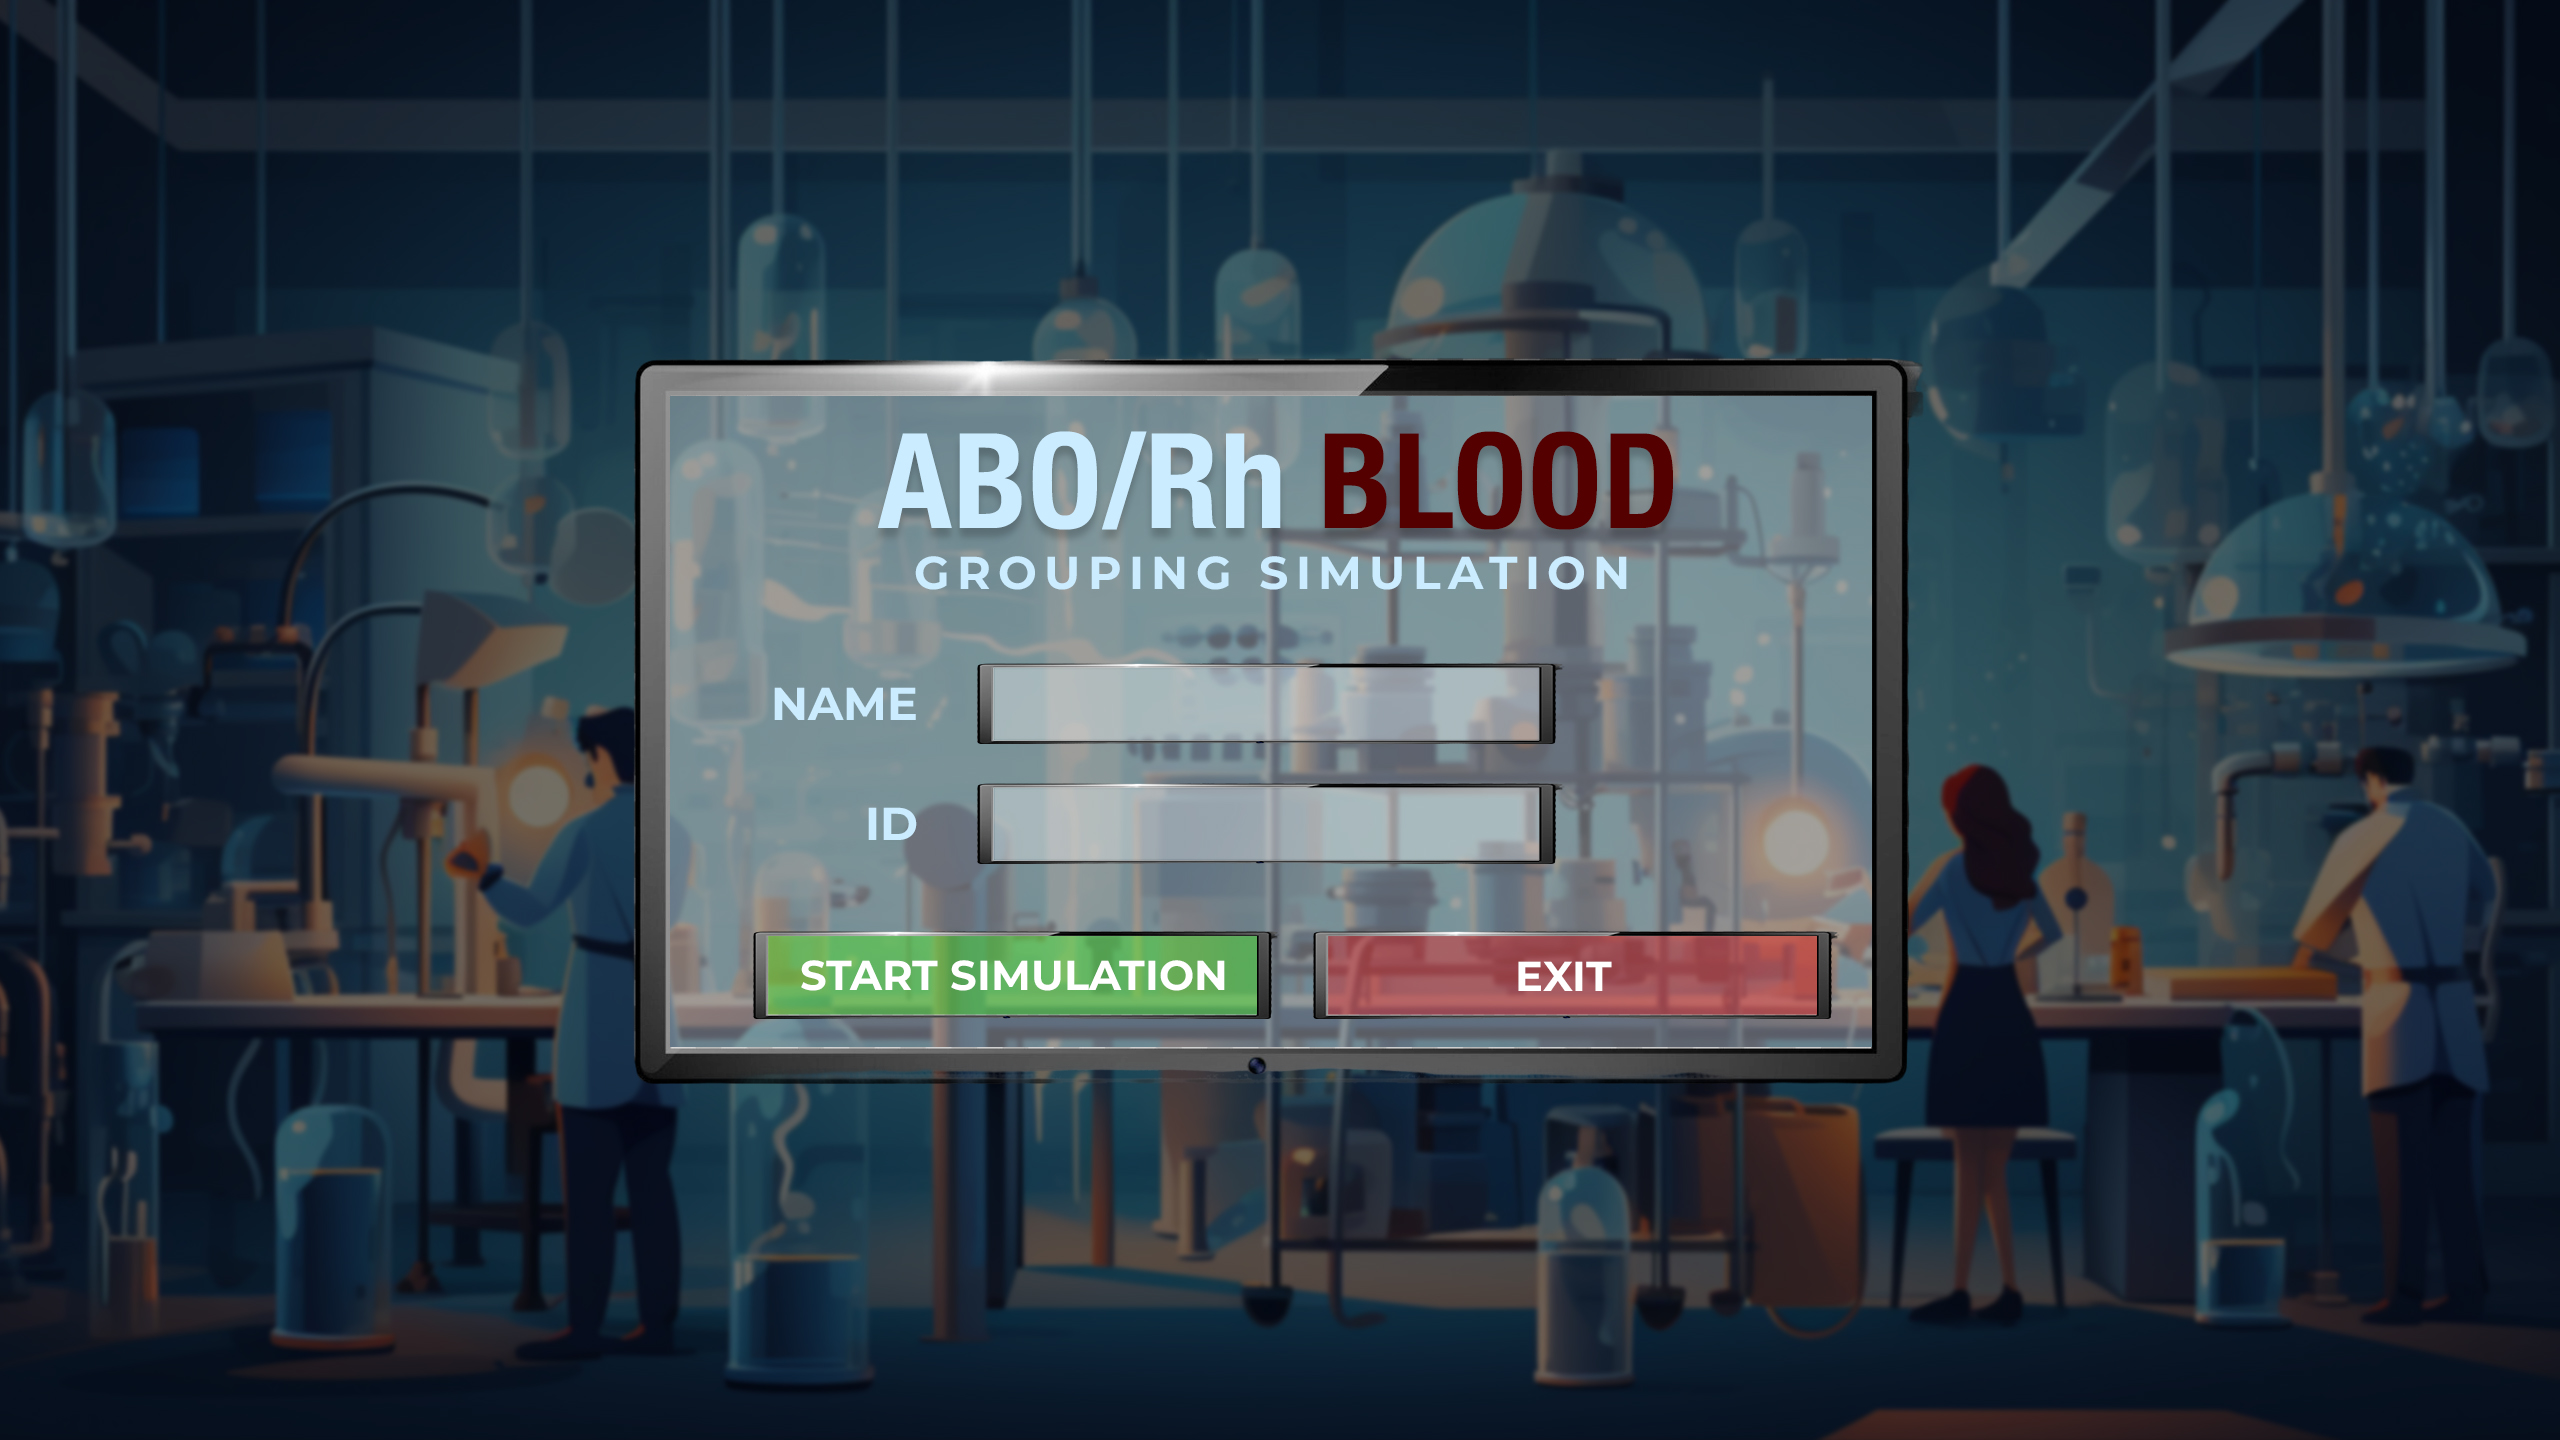 ABO/Rh BLOOD
GROUPING SIMULATION
NAME
ID
START SIMULATION
EXIT